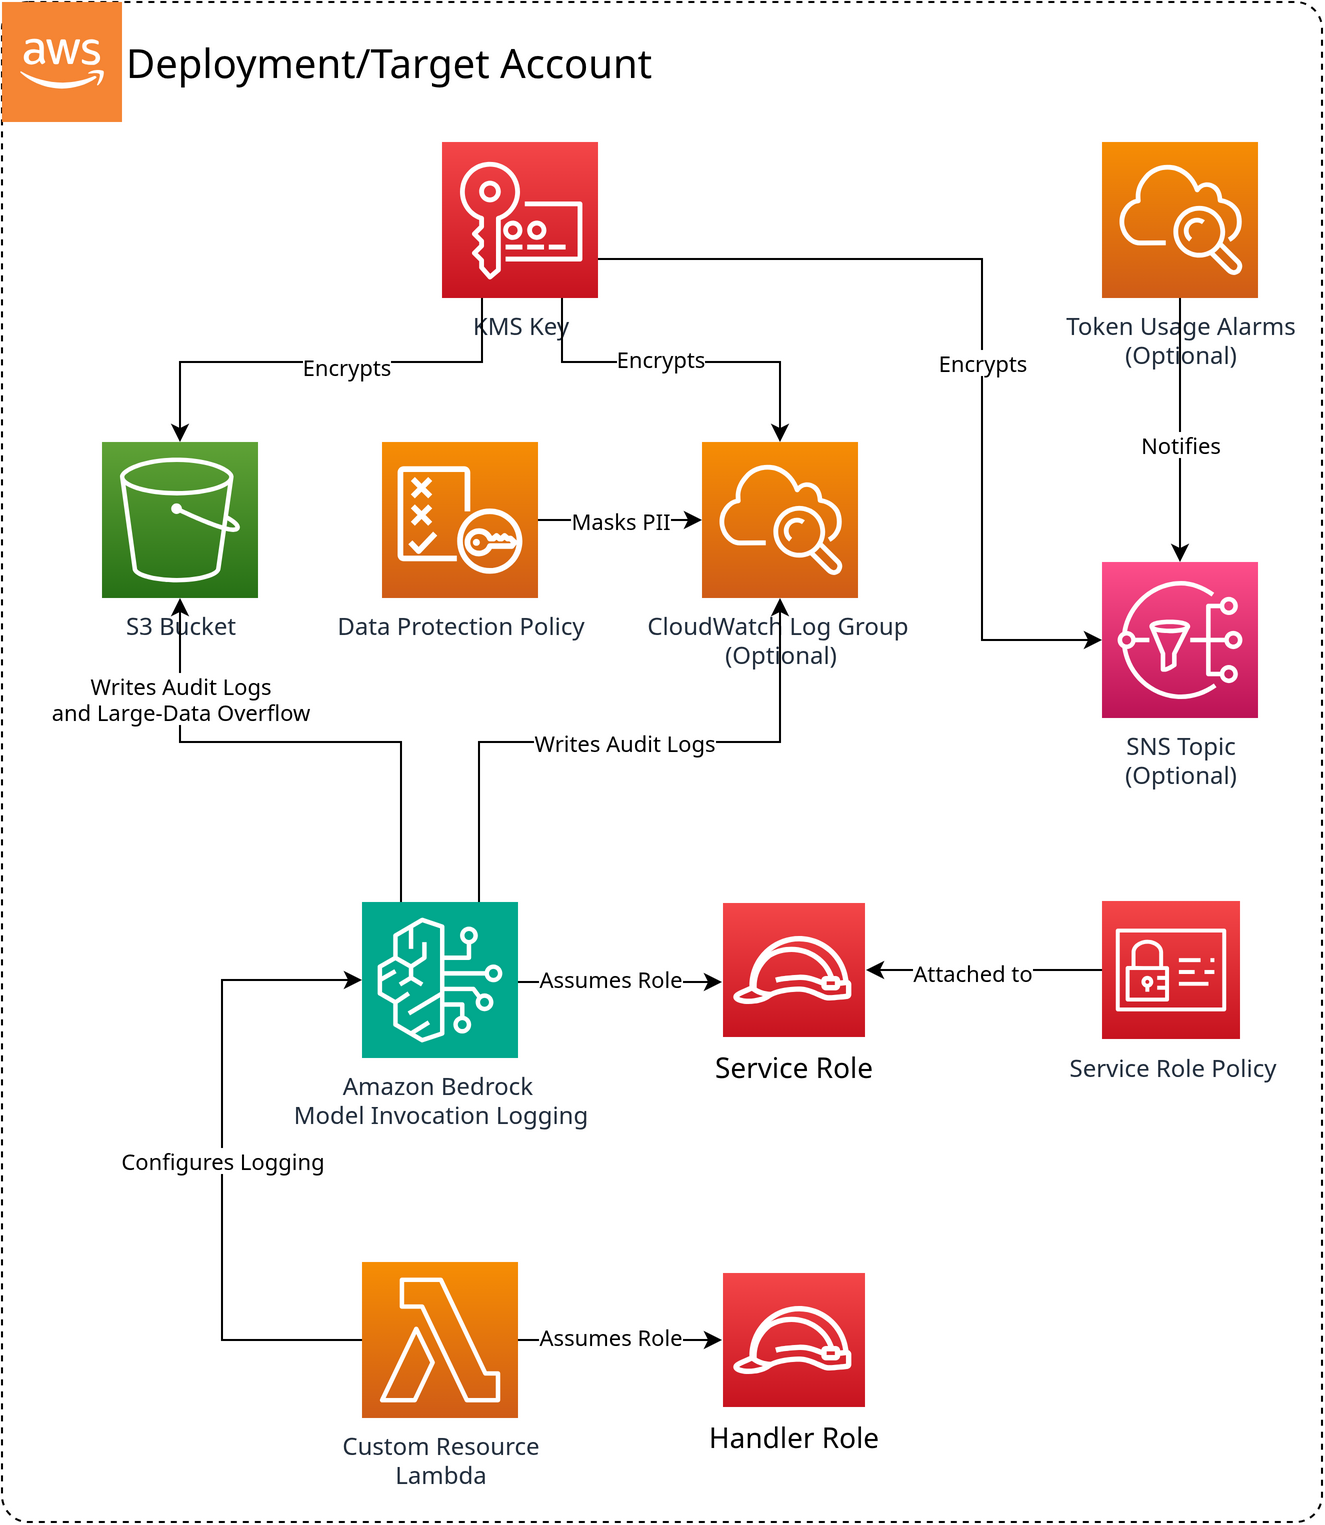 aws
Deployment/Target Account
KMS Key
Token Usage Alarms
(Optional)
Encrypts
Encrypts
Encrypts
Notifies
Masks PII
S3 Bucket
Data Protection Policy
CloudWatch Log Group
(Optional)
Writes Audit Logs
and Large-Data Overflow
Writes Audit Logs
SNS Topic
(Optional)
Assumes Role
Attached to
Service Role
Service Role Policy
Amazon Bedrock
Model Invocation Logging
Configures Logging
Assumes Role
Handler Role
Custom Resource
Lambda